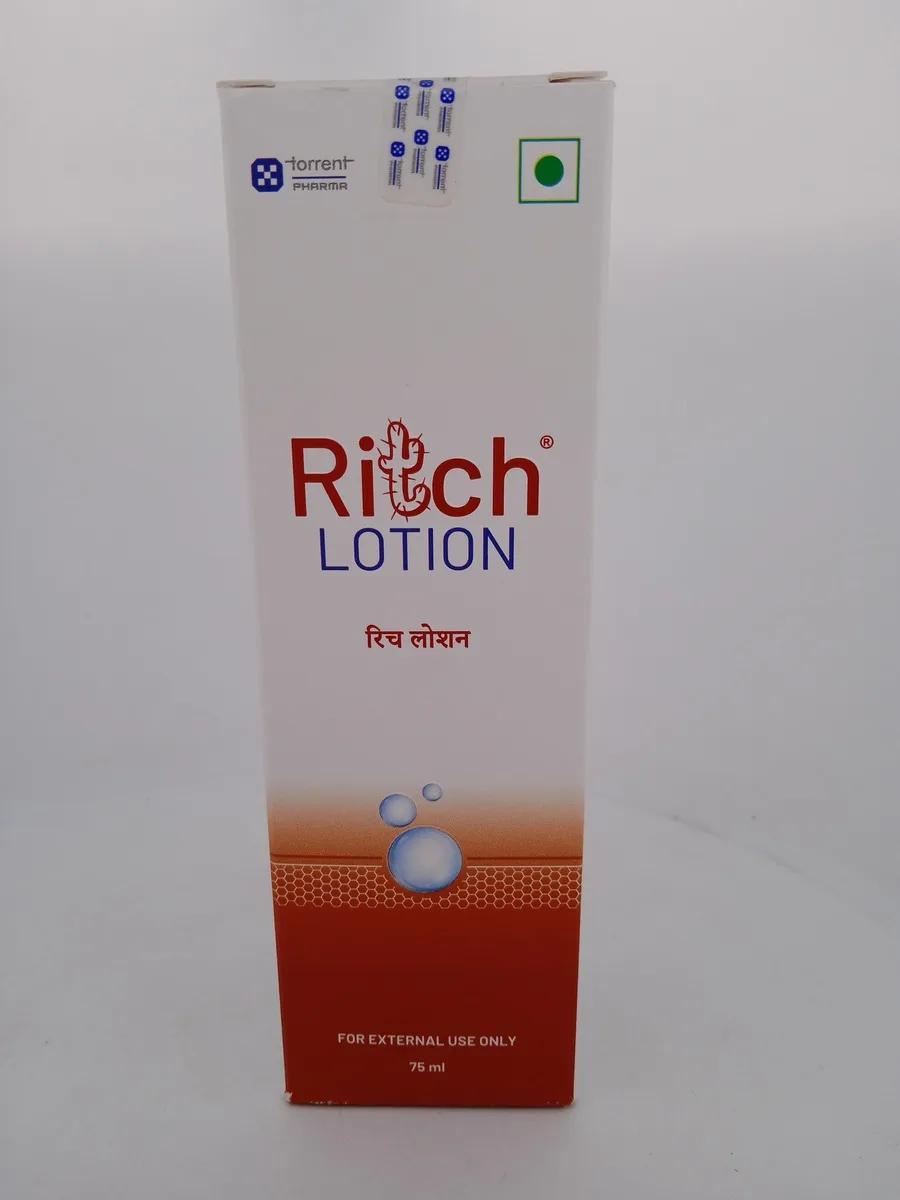 torrent
PHARMA
Ritch®
LOTION
रिच लोशन
FOR EXTERNAL USE ONLY
75 ml